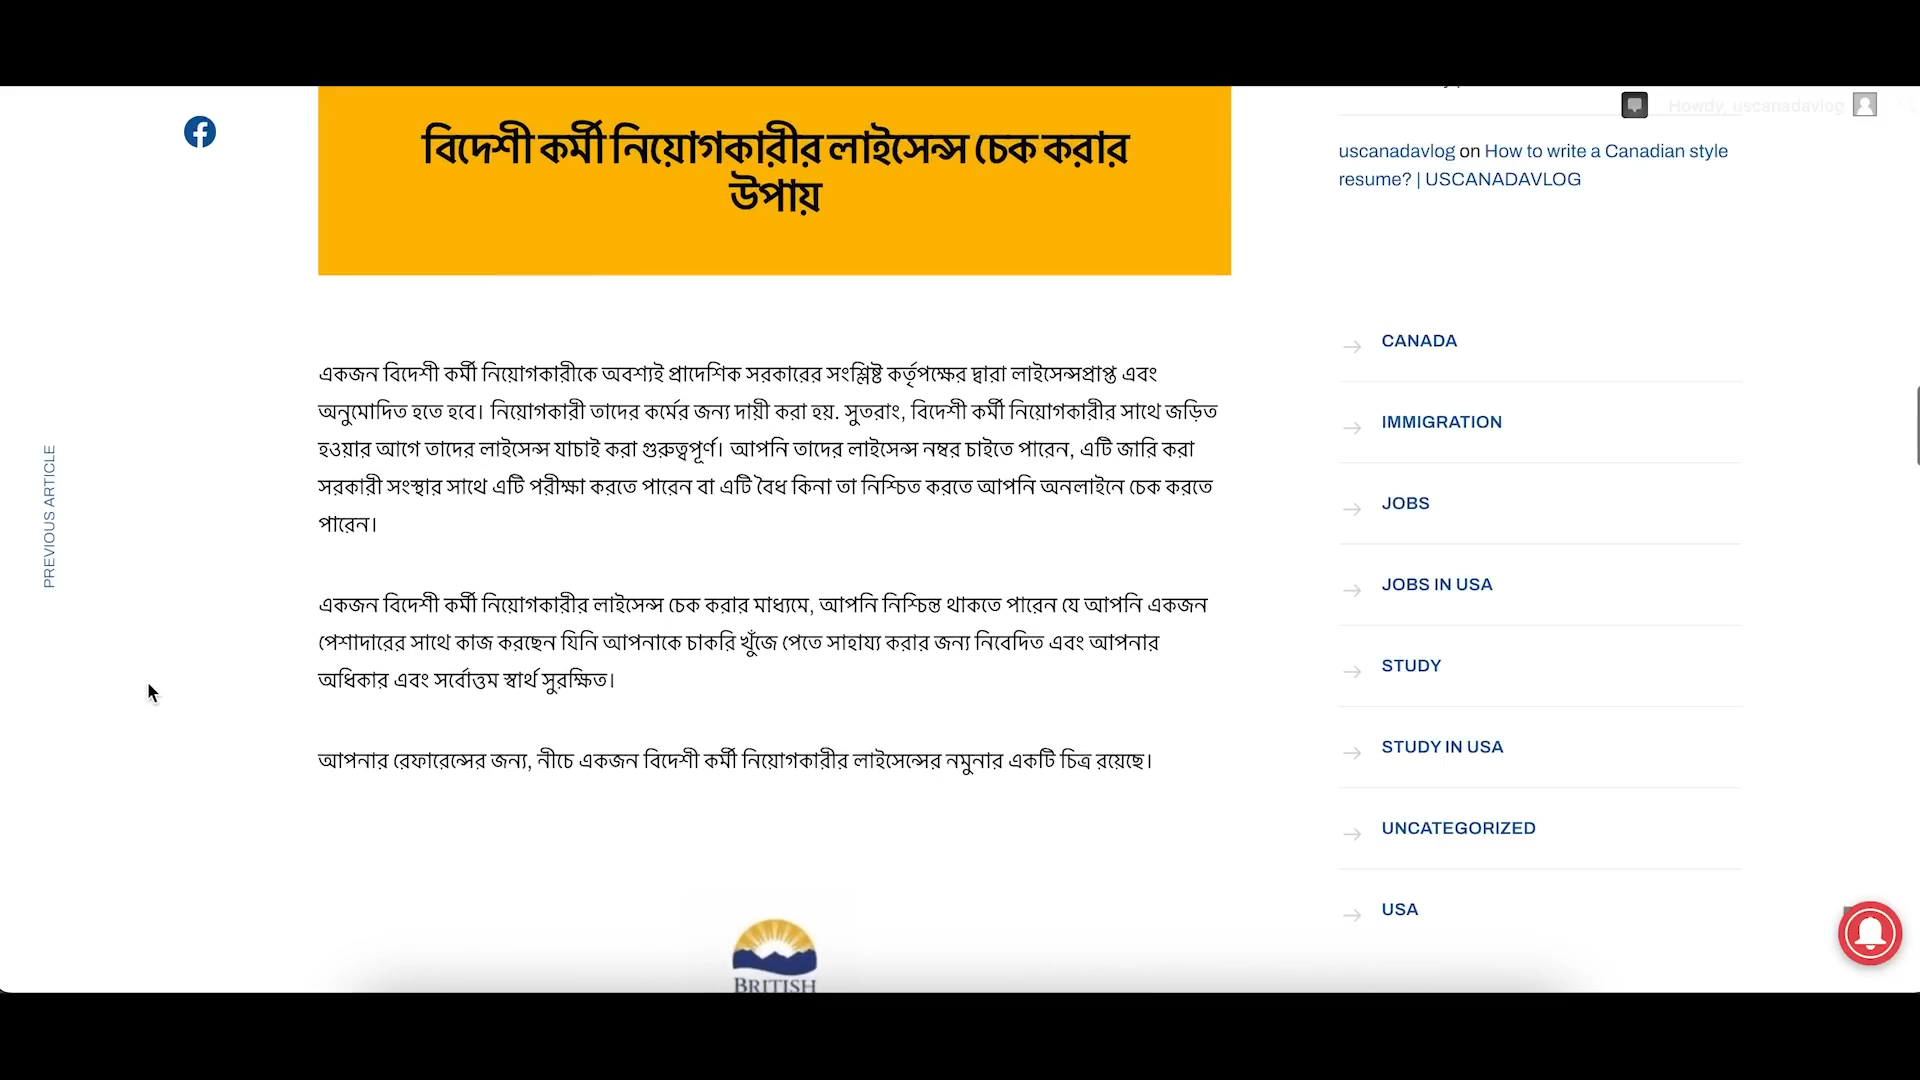 Howdy, uscanadavlog
বিদেশী কর্মী নিয়োগকারীর লাইসেন্স চেক করার
উপায়
একজন বিদেশী কর্মী নিয়োগকারীকে অবশ্যই প্রাদেশিক সরকারের সংশ্লিষ্ট কর্তৃপক্ষের দ্বারা লাইসেন্সপ্রাপ্ত এবং
অনুমোদিত হতে হবে। নিয়োগকারী তাদের কর্মের জন্য দায়ী করা হয়. সুতরাং, বিদেশী কর্মী নিয়োগকারীর সাথে জড়িত
হওয়ার আগে তাদের লাইসেন্স যাচাই করা গুরুত্বপূর্ণ। আপনি তাদের লাইসেন্স নম্বর চাইতে পারেন, এটি জারি করা
সরকারী সংস্থার সাথে এটি পরীক্ষা করতে পারেন বা এটি বৈধ কিনা তা নিশ্চিত করতে আপনি অনলাইনে চেক করতে
পারেন।
একজন বিদেশী কর্মী নিয়োগকারীর লাইসেন্স চেক করার মাধ্যমে, আপনি নিশ্চিন্ত থাকতে পারেন যে আপনি একজন
পেশাদারের সাথে কাজ করছেন যিনি আপনাকে চাকরি খুঁজে পেতে সাহায্য করার জন্য নিবেদিত এবং আপনার
অধিকার এবং সর্বোত্তম স্বার্থ সুরক্ষিত।
আপনার রেফারেন্সের জন্য, নীচে একজন বিদেশী কর্মী নিয়োগকারীর লাইসেন্সের নমুনার একটি চিত্র রয়েছে।
BRITISH
PREVIOUS ARTICLE
uscanadavlog on How to write a Canadian style
resume? | USCANADAVLOG
CANADA
IMMIGRATION
JOBS
JOBS IN USA
STUDY
STUDY IN USA
UNCATEGORIZED
USA